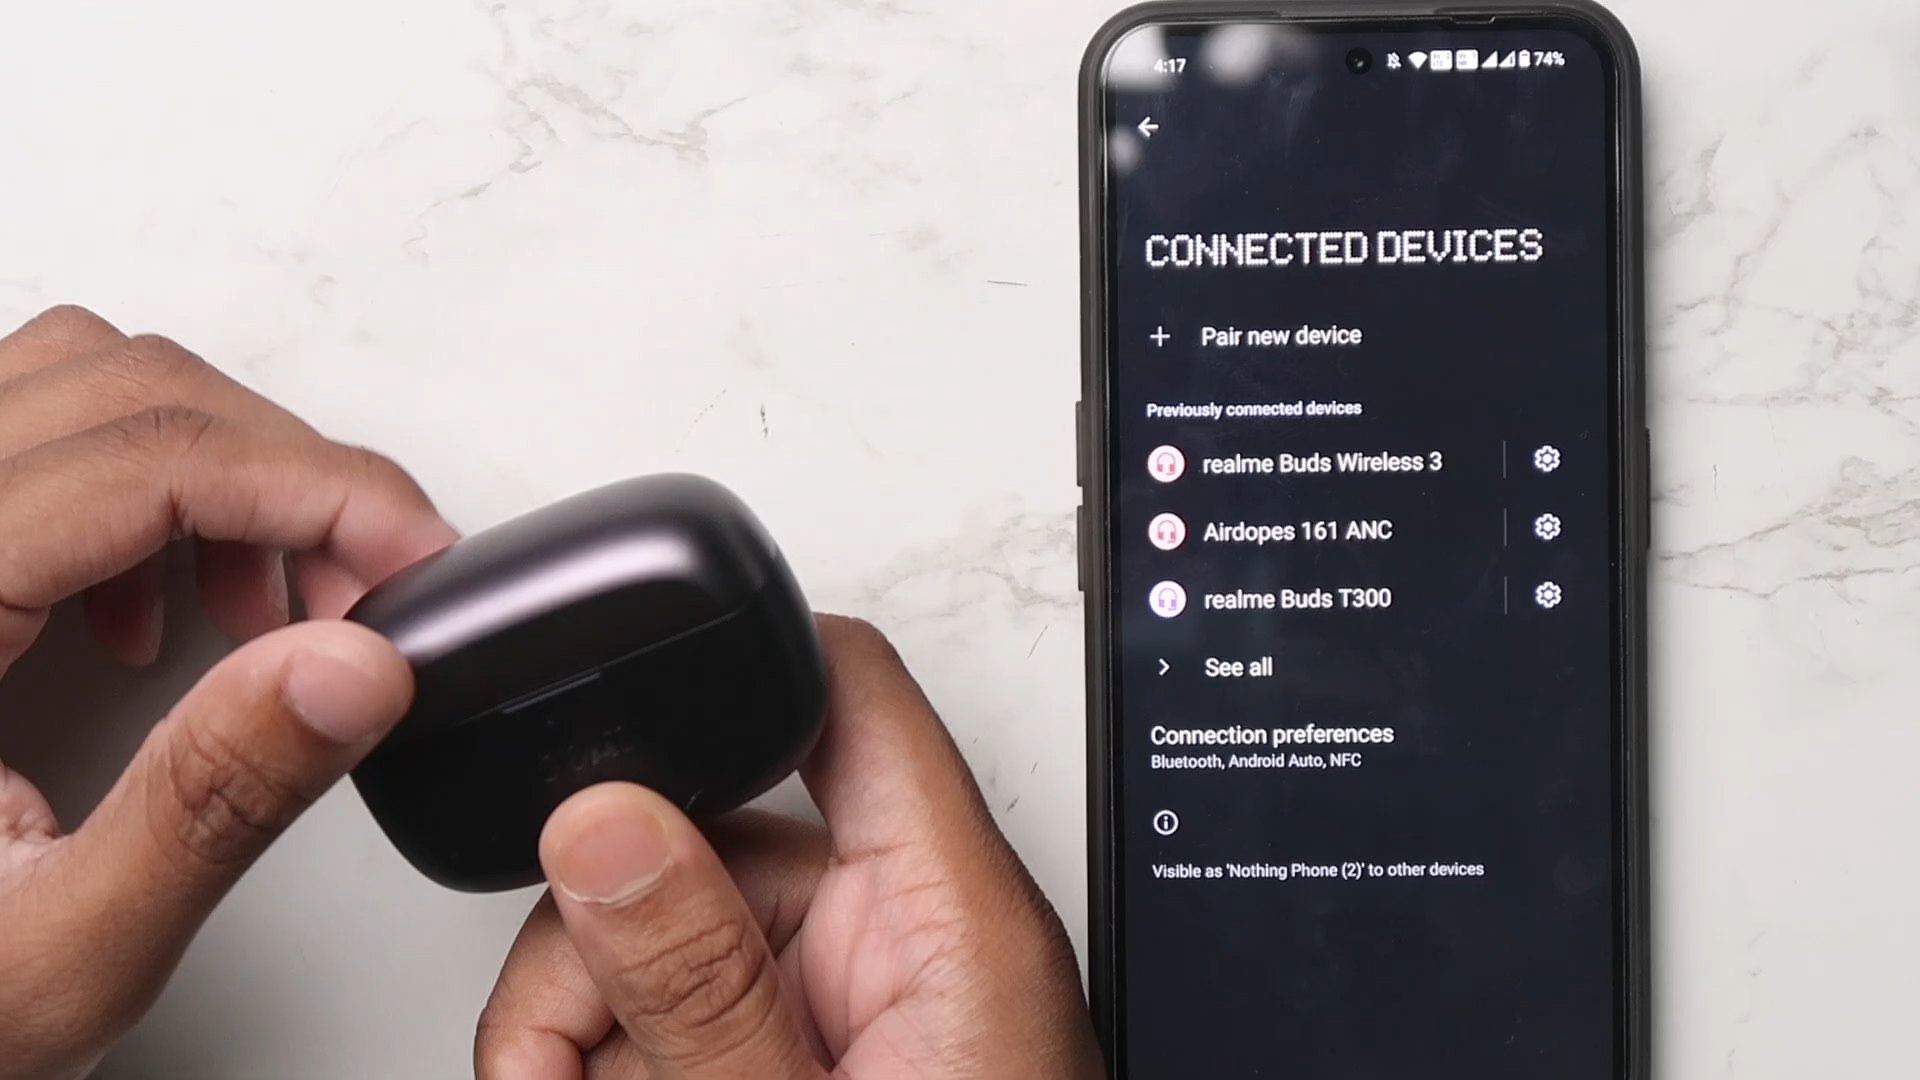 4:17
74%
CONNECTED DEVICES
Pair new device
Previously connected devices
realme Buds Wireless 3
Airdopes 161 ANC
realme Buds T300
See all
Connection preferences
Bluetooth, Android Auto, NFC
Visible as 'Nothing Phone (2)' to other devices